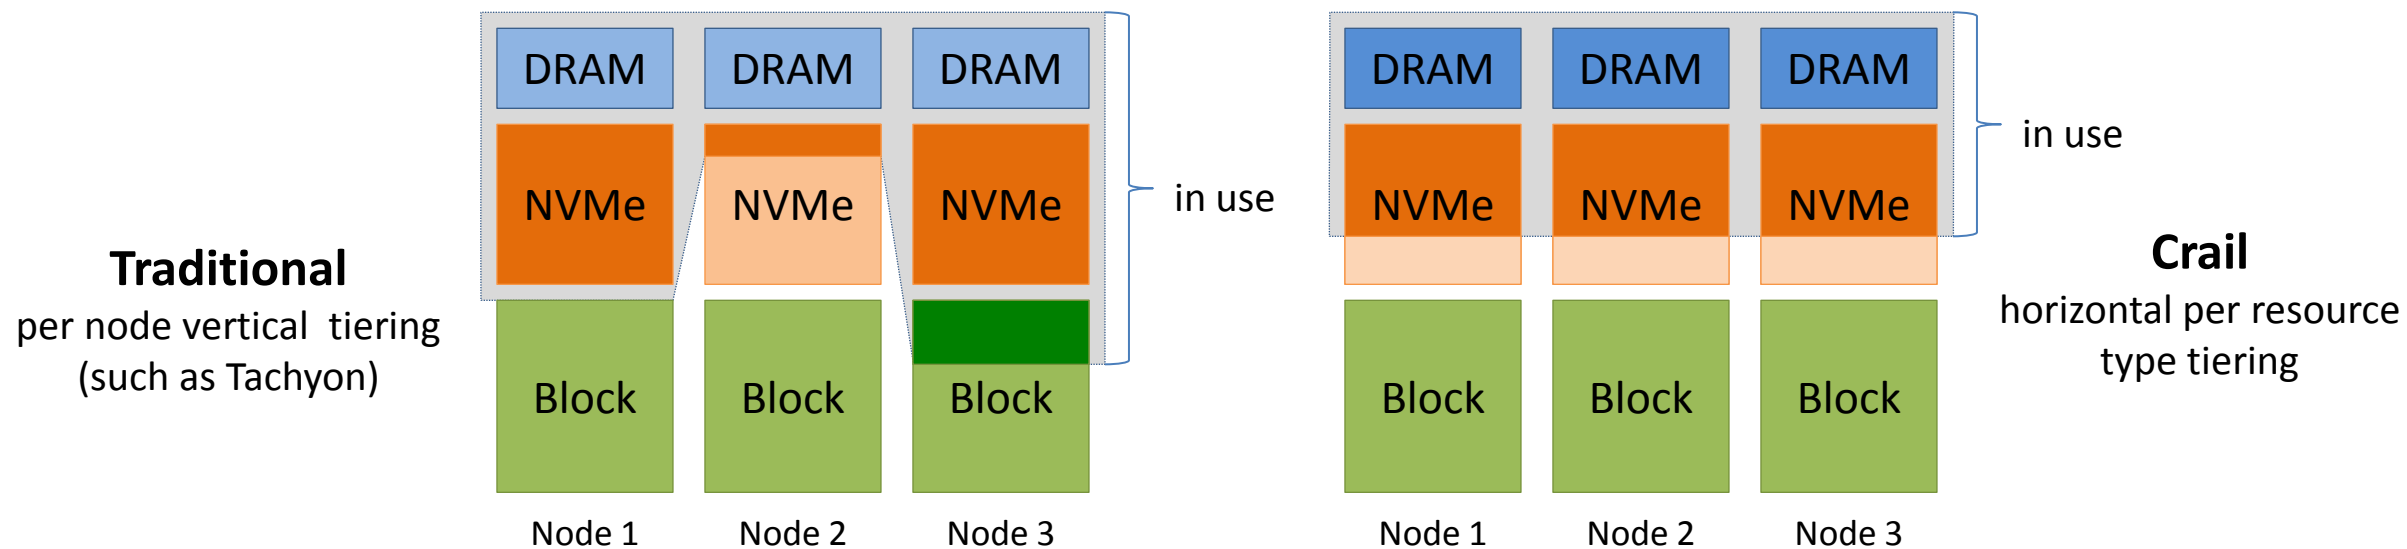 Traditional
per node vertical tiering
(such as Tachyon)
DRAM DRAM DRAM
NVMe NVMe NVMe
Block Block Block
Node 1 Node 2 Node 3
in use
DRAM DRAM DRAM
NVMe NVMe NVMe
Block Block Block
Node 1 Node 2 Node 3
in use
Crail
horizontal per resource
type tiering